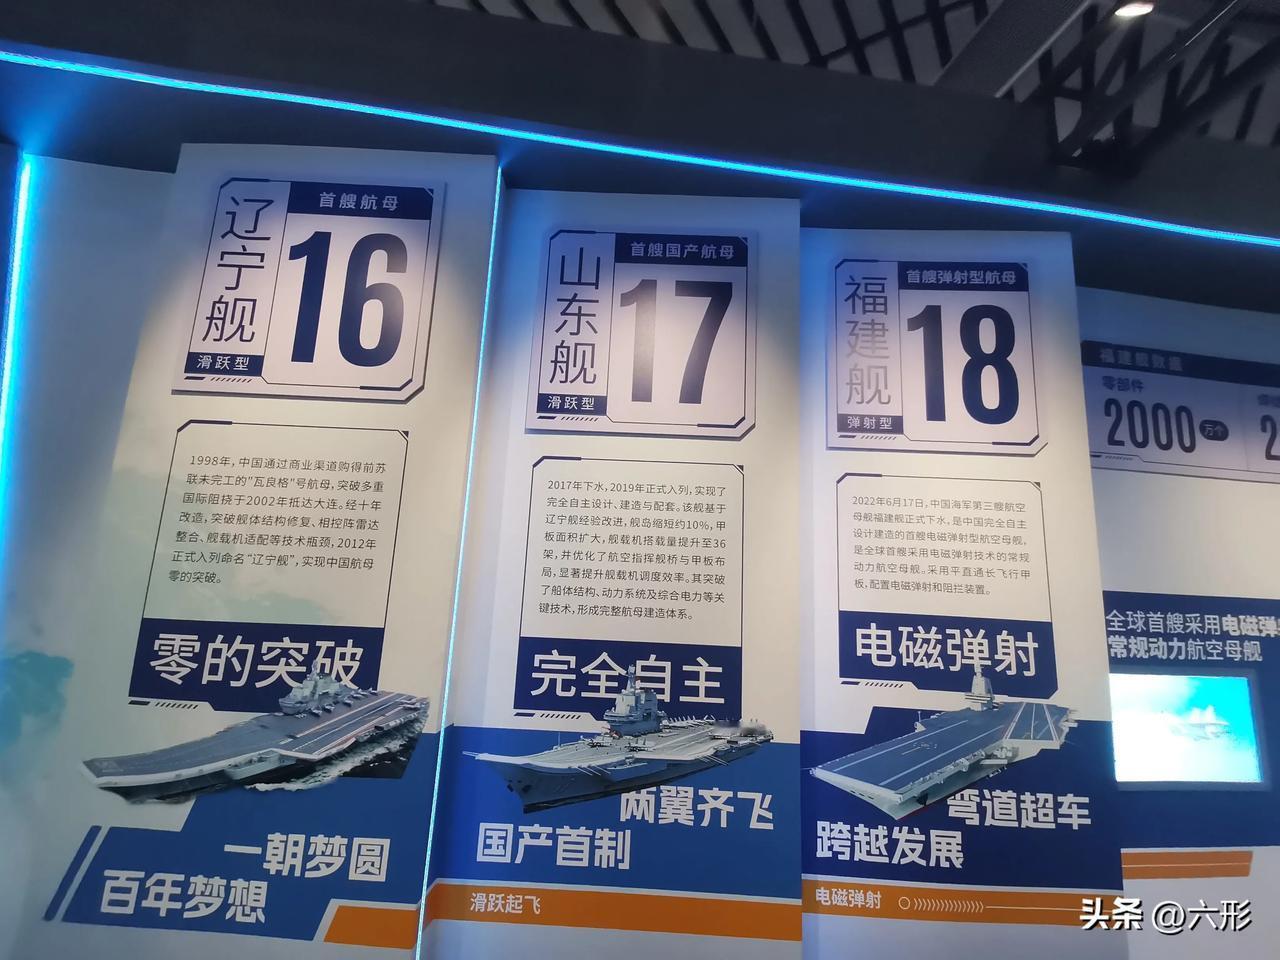 首艘航母
辽宁舰
16
滑跃型
1998年，中国通过商业渠道购得前苏
联未完工的"瓦良格"号航母，突破多重
国际阻挠于2002年抵达大连。经十年
改造，突破舰体结构修复、相控阵雷达
整合、舰载机适配等技术瓶颈，2012年
正式入列命名"辽宁舰"，实现中国航母
零的突破。
零的突破
一朝梦圆
百年梦想
首艘国产航母
山东舰
17
滑跃型
2017年下水，2019年正式入列，实现了
完全自主设计、建造与配套。该舰基于
辽宁舰经验改进，舰岛缩短约10%，甲
板面积扩大，舰载机搭载量提升至36
架，并优化了航空指挥舰桥与甲板布
局，显著提升舰载机调度效率。其突破
了船体结构、动力系统及综合电力等关
键技术，形成完整航母建造体系。
完全自主
两翼齐飞
国产首制
滑跃起飞
首艘弹射型航母
福建舰
18
弹射型
2022年6月17日，中国海军第三艘航空
母舰福建舰正式下水，是中国完全自主
设计建造的首艘电磁弹射型航空母舰，
是全球首艘采用电磁弹射技术的常规
动力航空母舰。采用平直通长飞行甲
板，配置电磁弹射和阻拦装置。
电磁弹射
弯道超车
跨越发展
电磁弹射
福建舰数据
零部件
2000万个
全球首艘采用电磁弹
常规动力航空母舰
头条 @六形